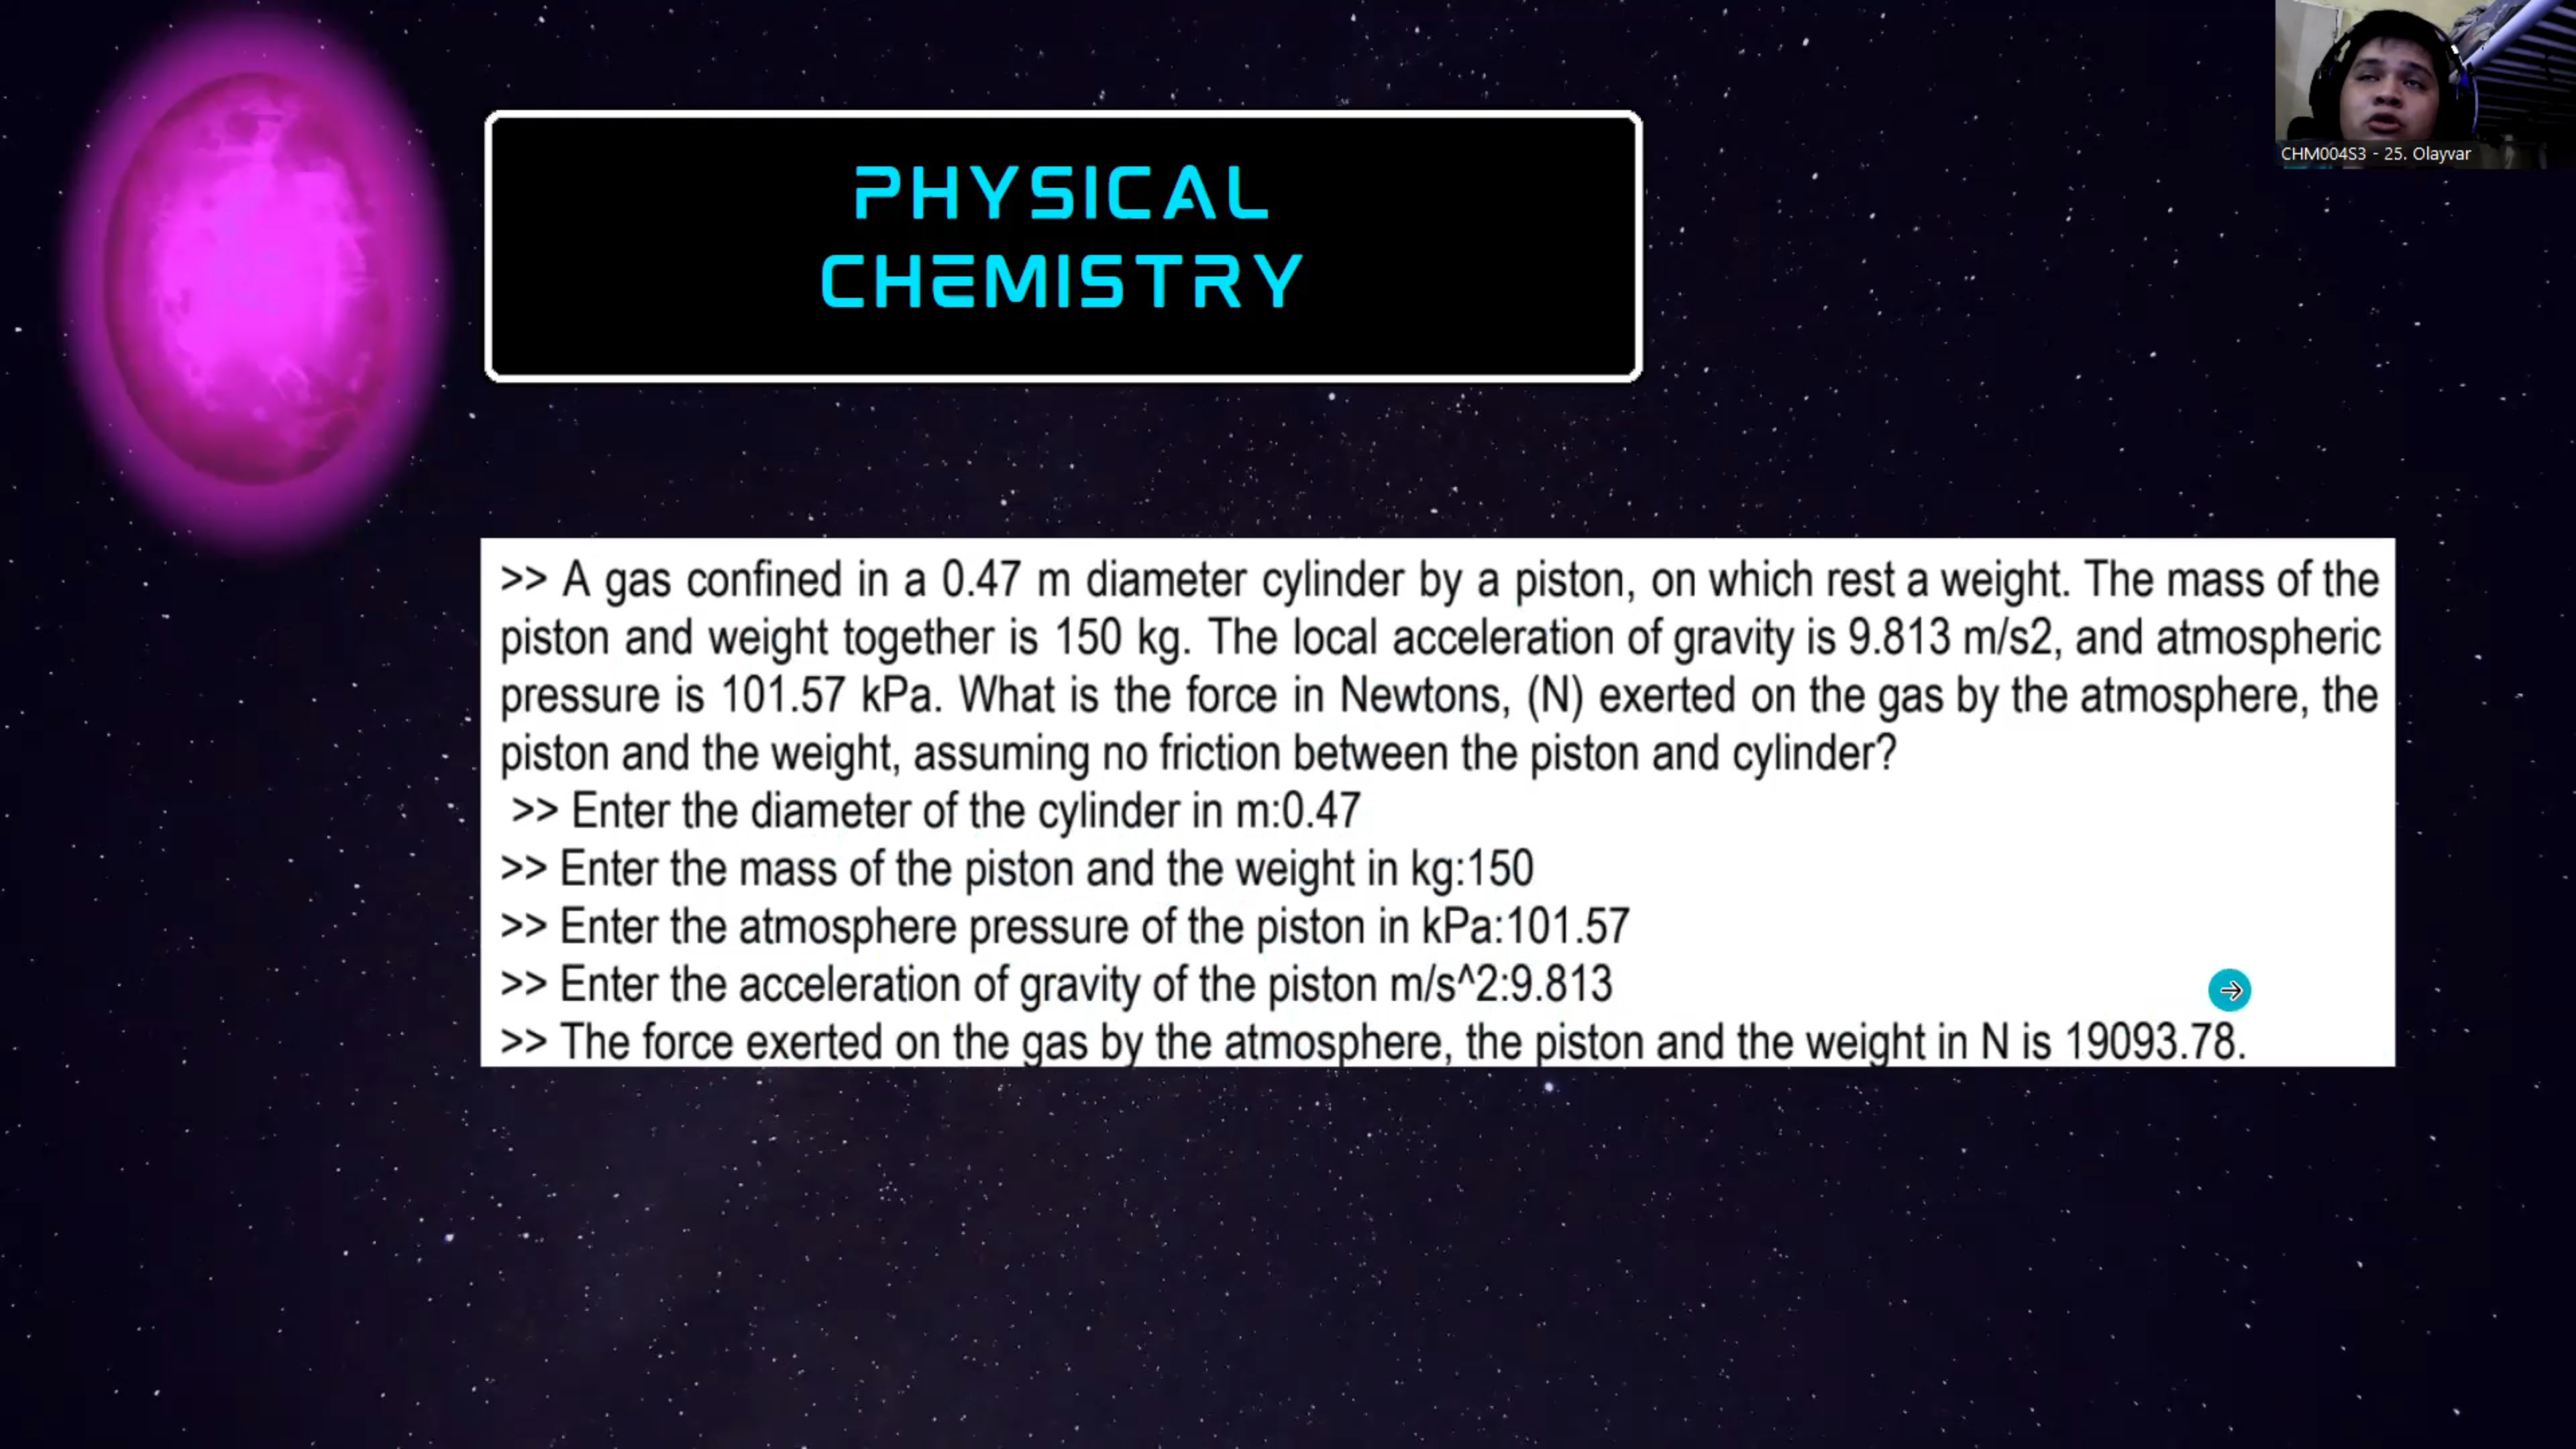 CHM004S3 - 25. Olayvar
PHYSICAL
CHEMISTRY
>> A gas confined in a 0.47 m diameter cylinder by a piston, on which rest a weight. The mass of the
piston and weight together is 150 kg. The local acceleration of gravity is 9.813 m/s2, and atmospheric
pressure is 101.57 kPa. What is the force in Newtons, (N) exerted on the gas by the atmosphere, the
piston and the weight, assuming no friction between the piston and cylinder?
>> Enter the diameter of the cylinder in m:0.47
>> Enter the mass of the piston and the weight in kg:150
>> Enter the atmosphere pressure of the piston in kPa:101.57
>> Enter the acceleration of gravity of the piston m/s^2:9.813
>> The force exerted on the gas by the atmosphere, the piston and the weight in N is 19093.78.